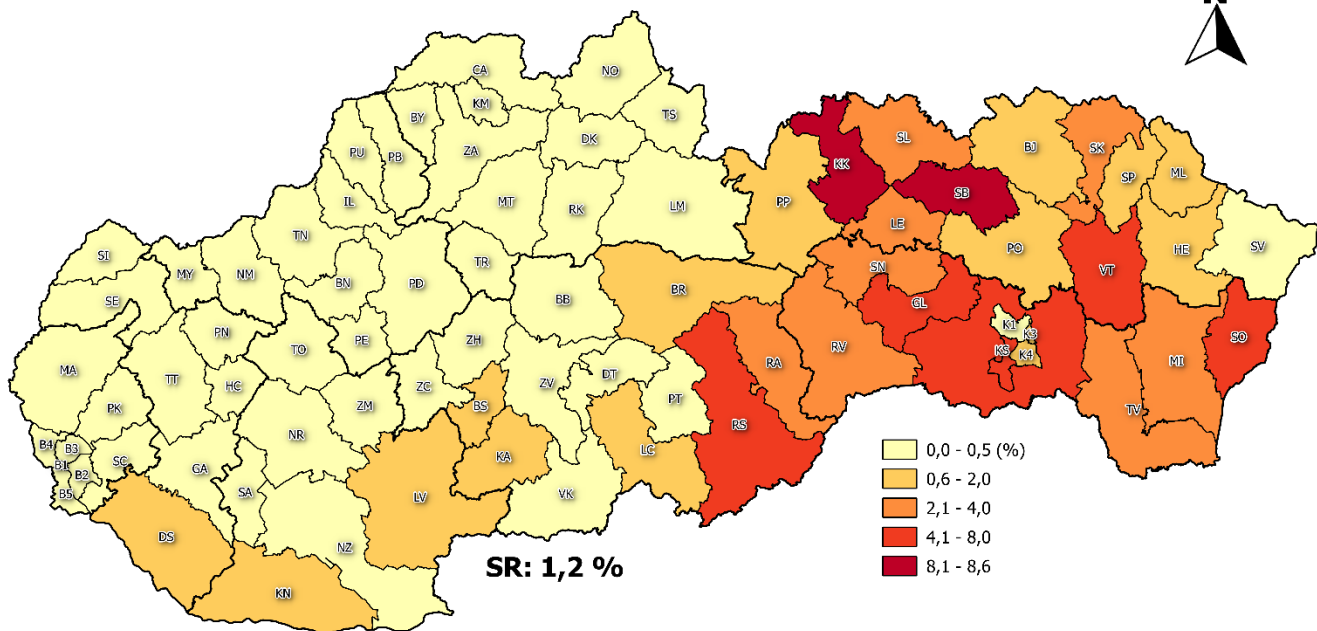 N
CA
NO
KM
BY
TS
DK
PU
PB
ZA
SL
BJ
SK
KK
SP
ML
IL
MT
RK
LM
PP
SB
LE
TN
PO
HE
SV
SI
MY
NM
BN
PD
TR
SN
VT
SE
BB
BR
GL
PN
PE
ZH
K1
K3
SO
MA
TT
TO
KS
K4
HC
ZC
ZV
DT
RA
RV
MI
PK
ZM
BS
PT
TV
B4
B3
NR
RS
B1
SC
B2
GA
KA
LC
B5
SA
LV
VK
DS
NZ
KN
SR: 1,2 %
0,0 - 0,5 (%)
0,6 - 2,0
2,1 - 4,0
4,1 - 8,0
8,1 - 8,6